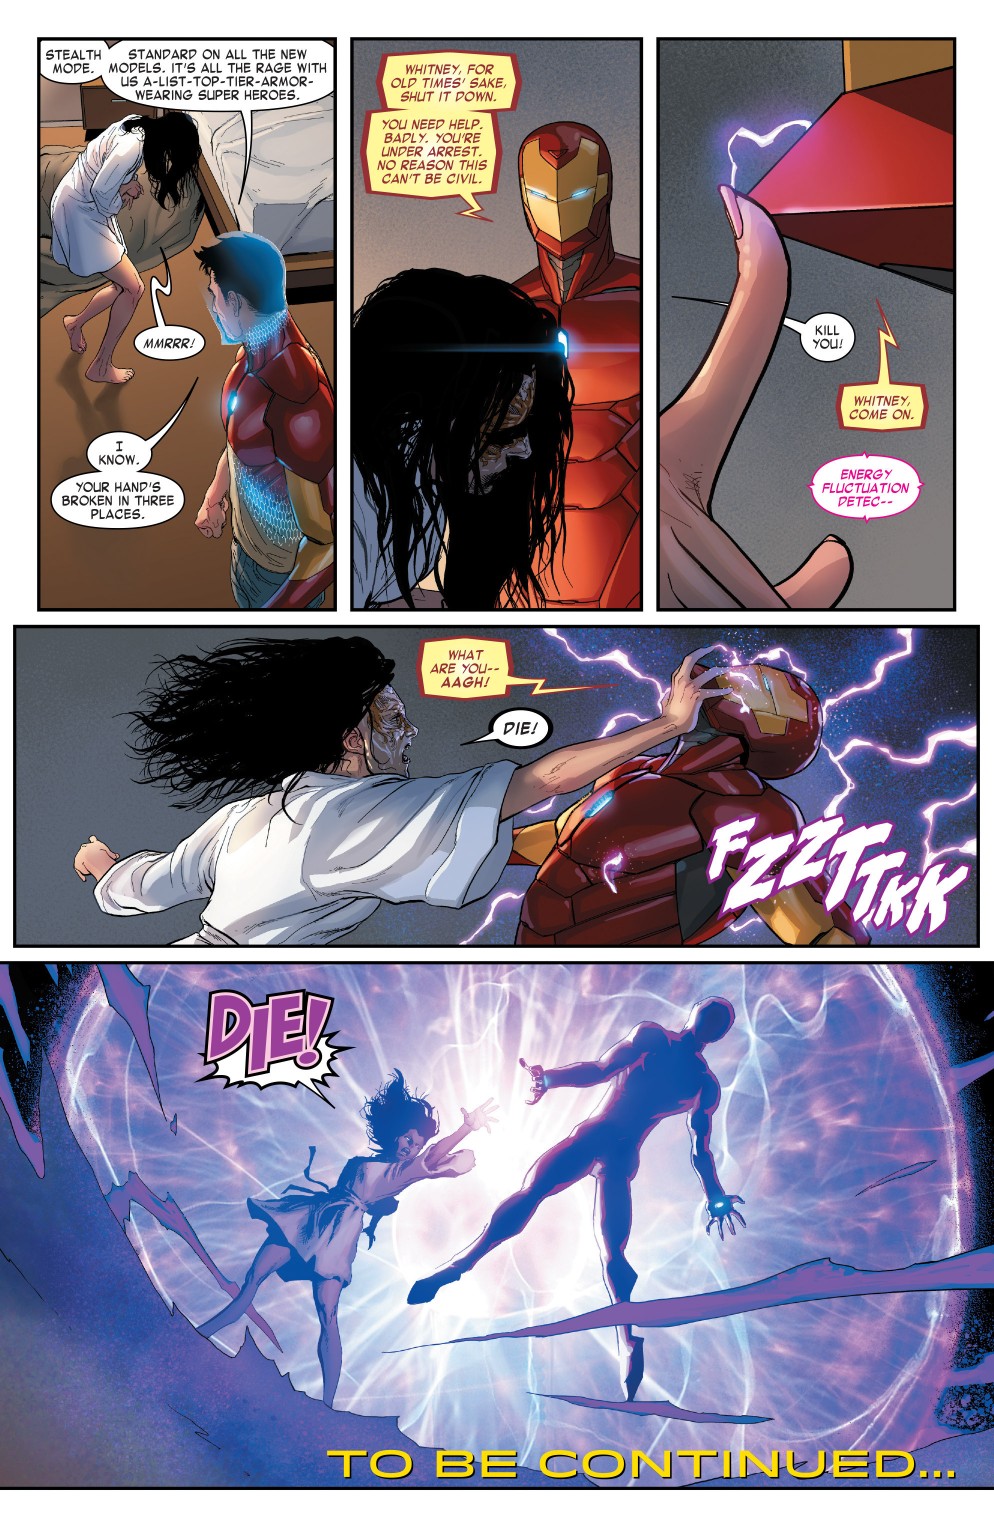 STEALTH
MODE.
STANDARD ON ALL THE NEW
MODELS. IT'S ALL THE RAGE WITH
US A-LIST-TOP-TIER-ARMOR-
WEARING SUPER HEROES.
MMRRR!
I
KNOW.
YOUR HAND'S
BROKEN IN THREE
PLACES.
WHITNEY, FOR
OLD TIMES' SAKE,
SHUT IT DOWN.
YOU NEED HELP.
BADLY. YOU'RE
UNDER ARREST.
NO REASON THIS
CAN'T BE CIVIL.
KILL
YOU!
WHITNEY,
COME ON.
ENERGY
FLUCTUATION
DETEC--
WHAT
ARE YOU--
AAGH!
DIE!
FZZZTTKK
DIE!
TO BE CONTINUED...